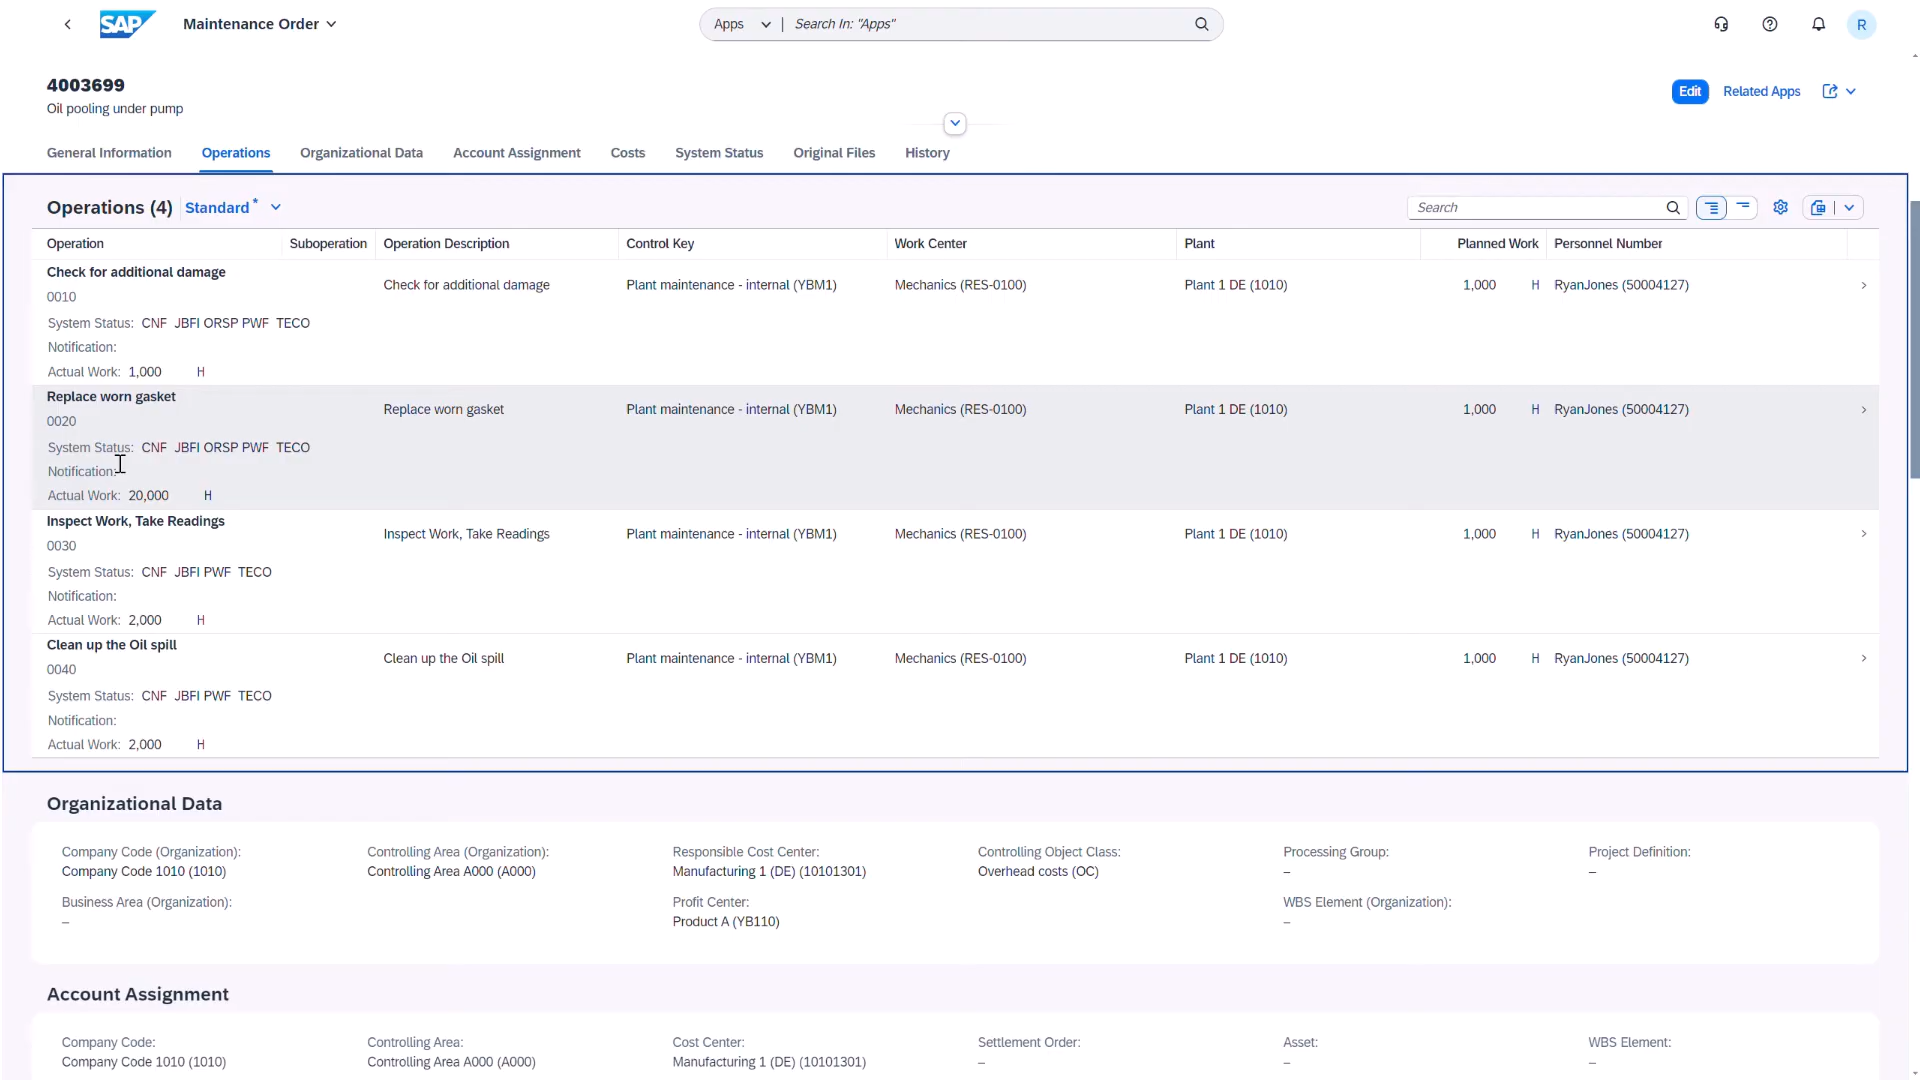 SAP Maintenance Order Apps Search In: "Apps" R
4003699
Oil pooling under pump
Edit Related Apps
General Information Operations Organizational Data Account Assignment Costs System Status Original Files History
Operations (4) Standard * Search
Operation Suboperation Operation Description Control Key Work Center Plant Planned Work Personnel Number
Check for additional damage
0010
Check for additional damage Plant maintenance - internal (YBM1) Mechanics (RES-0100) Plant 1 DE (1010) 1,000 H RyanJones (50004127)
System Status: CNF JBFI ORSP PWF TECO
Notification:
Actual Work: 1,000 H
Replace worn gasket
0020
Replace worn gasket Plant maintenance - internal (YBM1) Mechanics (RES-0100) Plant 1 DE (1010) 1,000 H RyanJones (50004127)
System Status: CNF JBFI ORSP PWF TECO
Notification:
Actual Work: 20,000 H
Inspect Work, Take Readings
0030
Inspect Work, Take Readings Plant maintenance - internal (YBM1) Mechanics (RES-0100) Plant 1 DE (1010) 1,000 H RyanJones (50004127)
System Status: CNF JBFI PWF TECO
Notification:
Actual Work: 2,000 H
Clean up the Oil spill
0040
Clean up the Oil spill Plant maintenance - internal (YBM1) Mechanics (RES-0100) Plant 1 DE (1010) 1,000 H RyanJones (50004127)
System Status: CNF JBFI PWF TECO
Notification:
Actual Work: 2,000 H
Organizational Data
Company Code (Organization): Controlling Area (Organization): Responsible Cost Center: Controlling Object Class: Processing Group: Project Definition:
Company Code 1010 (1010) Controlling Area A000 (A000) Manufacturing 1 (DE) (10101301) Overhead costs (OC) – –
Business Area (Organization): Profit Center: WBS Element (Organization):
– Product A (YB110) –
Account Assignment
Company Code: Controlling Area: Cost Center: Settlement Order: Asset: WBS Element:
Company Code 1010 (1010) Controlling Area A000 (A000) Manufacturing 1 (DE) (10101301) – – –